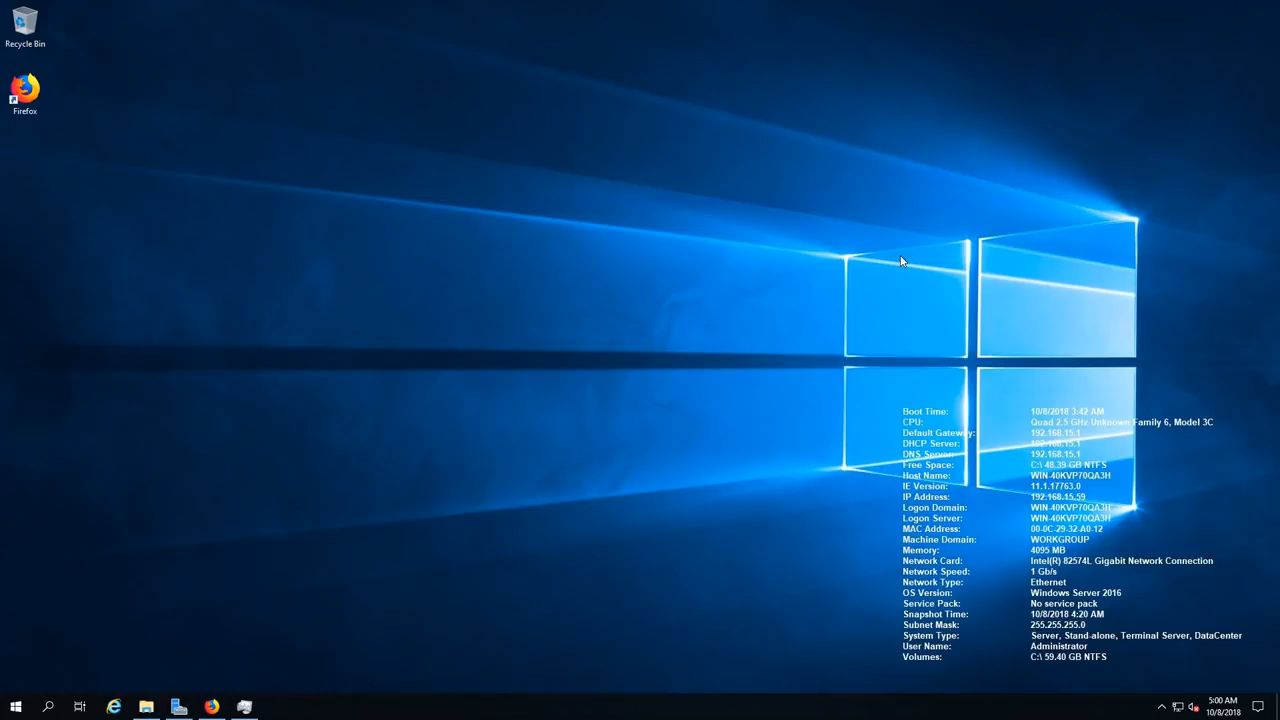 Recycle Bin
Firefox
Boot Time: 10/8/2018 3:42 AM
CPU: Quad 2.5 GHz Unknown Family 6, Model 3C
Default Gateway: 192.168.15.1
DHCP Server: 192.168.15.1
DNS Server: 192.168.15.1
Free Space: C:\ 48.39 GB NTFS
Host Name: WIN-40KVP70QA3H
IE Version: 11.1.17763.0
IP Address: 192.168.15.59
Logon Domain: WIN-40KVP70QA3H
Logon Server: WIN-40KVP70QA3H
MAC Address: 00-0C-29-32-A0-12
Machine Domain: WORKGROUP
Memory: 4095 MB
Network Card: Intel(R) 82574L Gigabit Network Connection
Network Speed: 1 Gb/s
Network Type: Ethernet
OS Version: Windows Server 2016
Service Pack: No service pack
Snapshot Time: 10/8/2018 4:20 AM
Subnet Mask: 255.255.255.0
System Type: Server, Stand-alone, Terminal Server, DataCenter
User Name: Administrator
Volumes: C:\ 59.40 GB NTFS
5:00 AM
10/8/2018